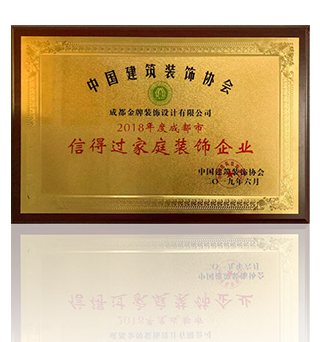 中国建筑装饰协会
成都金牌装饰设计有限公司
2018年度成都市
信得过家庭装饰企业
中国建筑装饰协会
二〇一九年六月